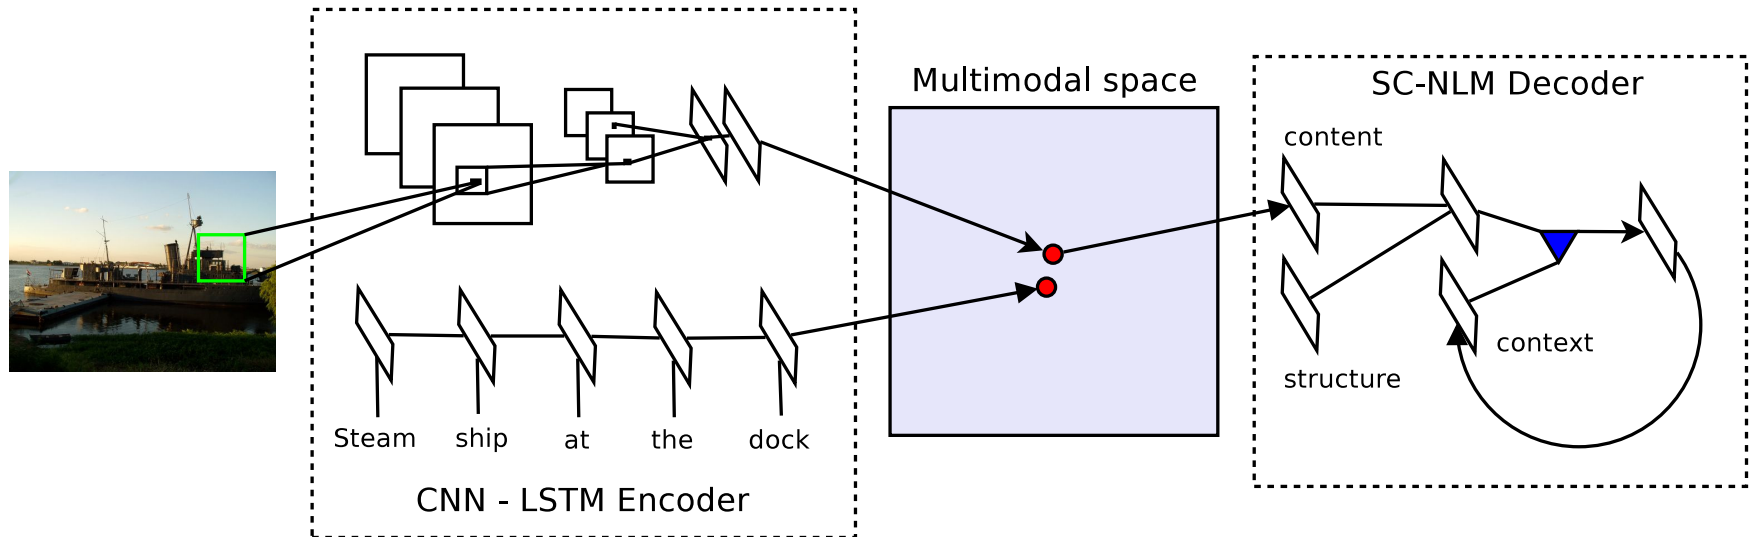 Steam ship at the dock
CNN - LSTM Encoder
Multimodal space
SC-NLM Decoder
content
structure
context